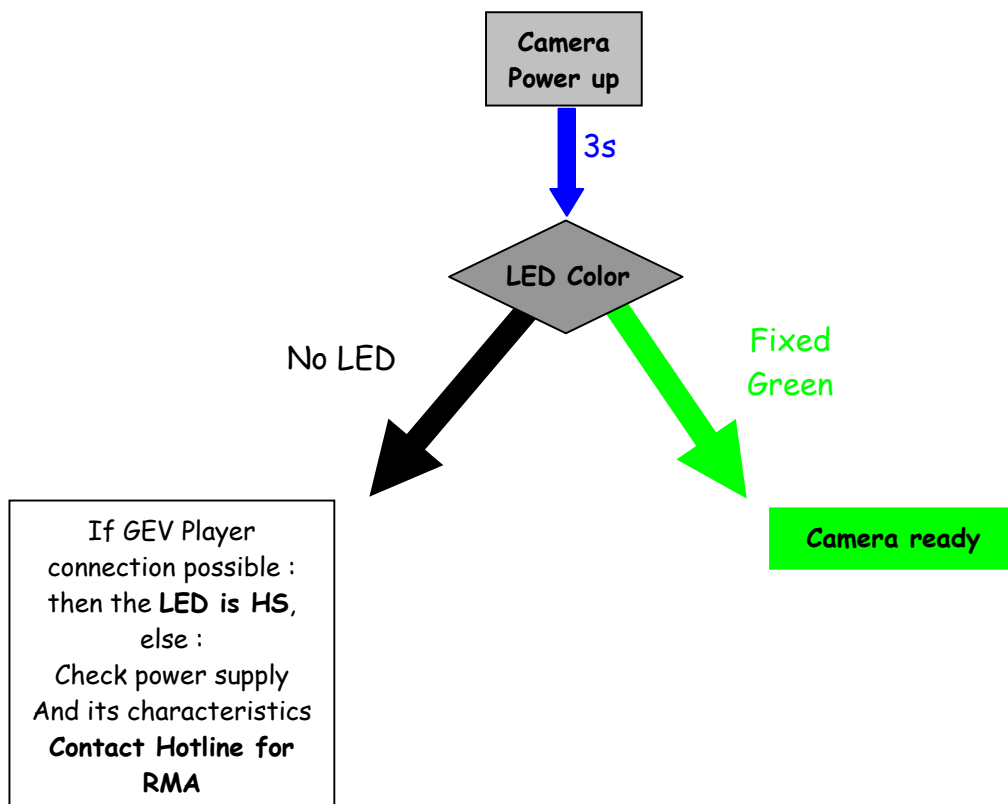 Camera
Power up
3s
LED Color
No LED
Fixed
Green
If GEV Player
connection possible :
then the LED is HS,
else :
Check power supply
And its characteristics
Contact Hotline for
RMA
Camera ready